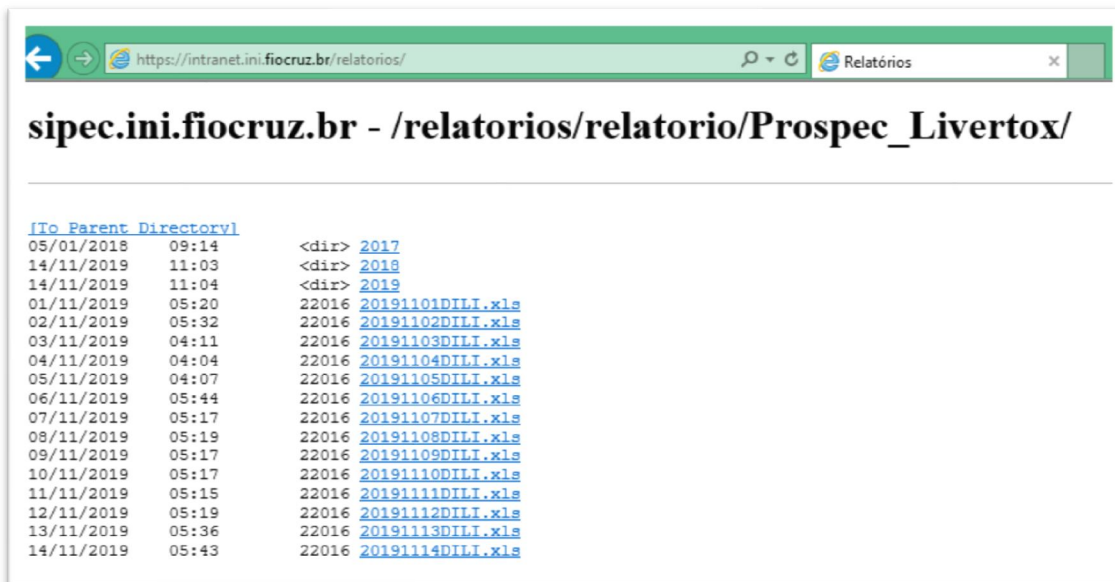 https://intranet.ini.fiocruz.br/relatorios/ Relatórios
sipec.ini.fiocruz.br - /relatorios/relatorio/Prospec_Livertox/
[To Parent Directory]
05/01/2018 09:14 <dir> 2017
14/11/2019 11:03 <dir> 2018
14/11/2019 11:04 <dir> 2019
01/11/2019 05:20 22016 20191101DILI.xls
02/11/2019 05:32 22016 20191102DILI.xls
03/11/2019 04:11 22016 20191103DILI.xls
04/11/2019 04:04 22016 20191104DILI.xls
05/11/2019 04:07 22016 20191105DILI.xls
06/11/2019 05:44 22016 20191106DILI.xls
07/11/2019 05:17 22016 20191107DILI.xls
08/11/2019 05:19 22016 20191108DILI.xls
09/11/2019 05:17 22016 20191109DILI.xls
10/11/2019 05:17 22016 20191110DILI.xls
11/11/2019 05:15 22016 20191111DILI.xls
12/11/2019 05:19 22016 20191112DILI.xls
13/11/2019 05:36 22016 20191113DILI.xls
14/11/2019 05:43 22016 20191114DILI.xls